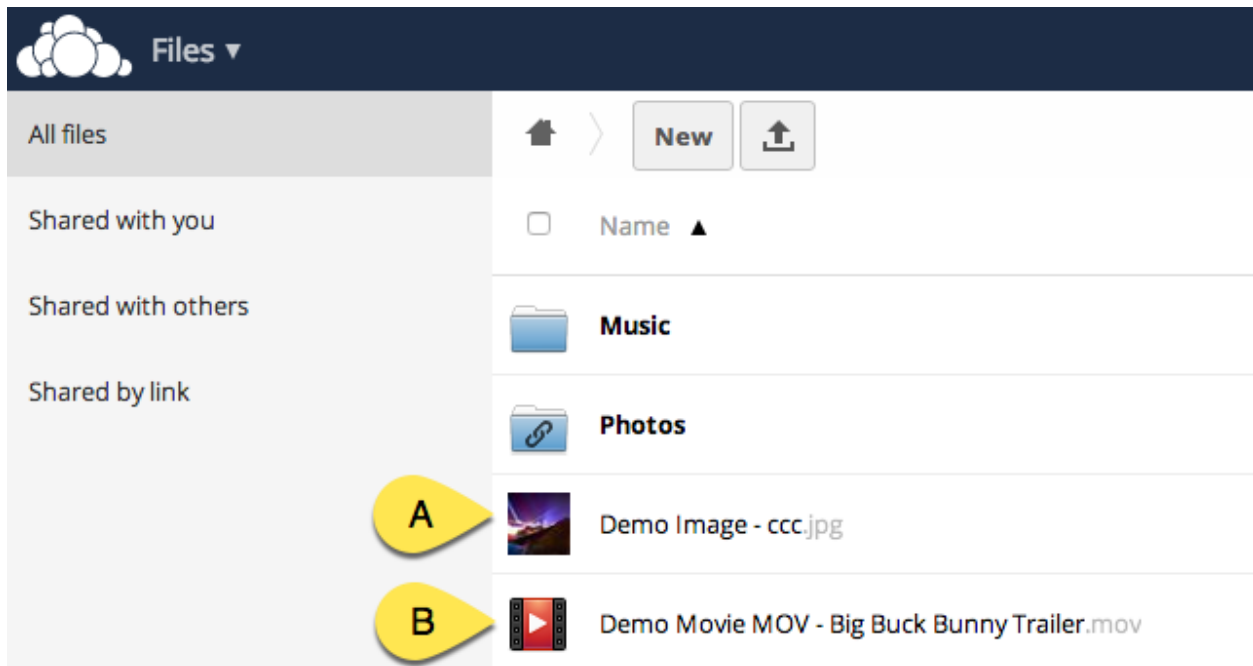 Files ▾
All files
Shared with you
Shared with others
Shared by link
New
Name ▲
Music
Photos
A
Demo Image - ccc.jpg
B
Demo Movie MOV - Big Buck Bunny Trailer.mov